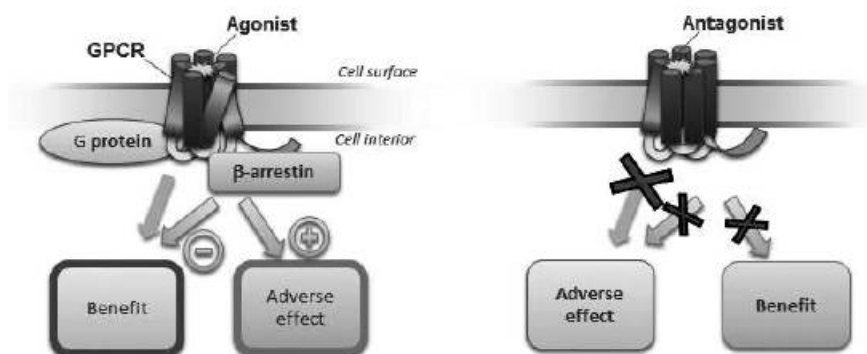 Agonist
GPCR
Cell surface
G protein
Cell interior
β-arrestin
−
+
Benefit
Adverse
effect
Antagonist
Adverse
effect
Benefit